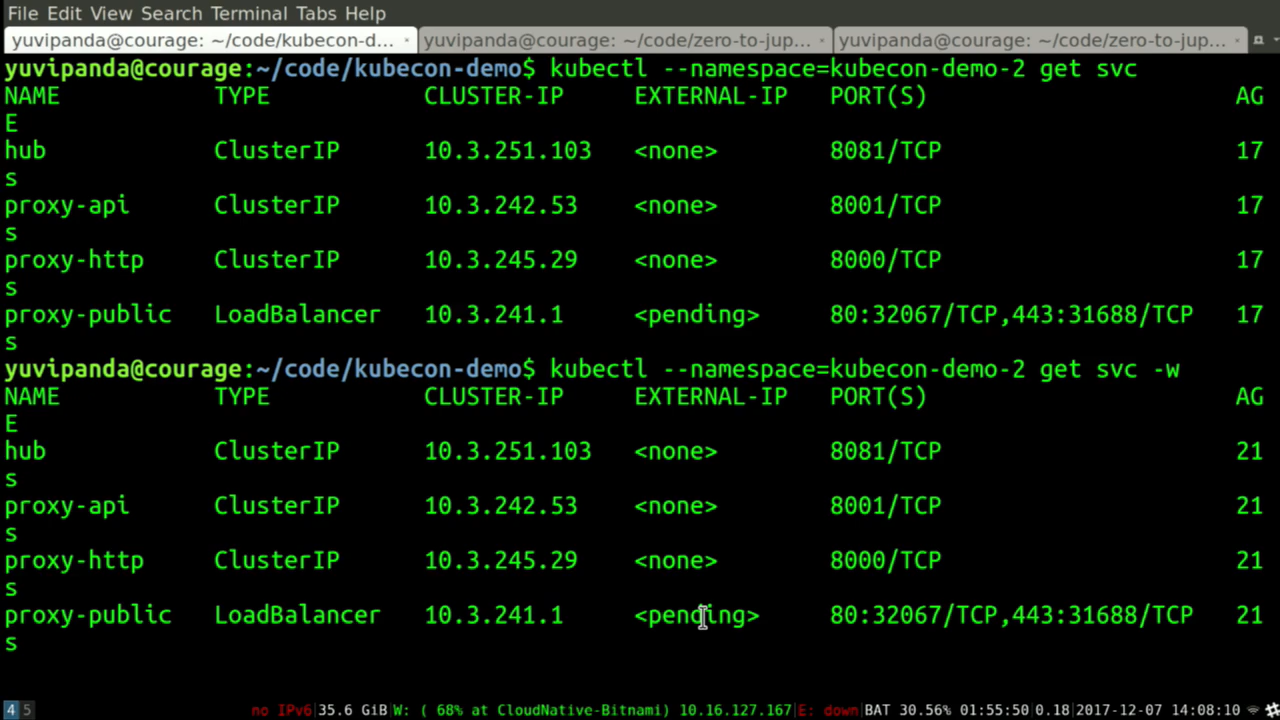 File Edit View Search Terminal Tabs Help
yuvipanda@courage: ~/code/kubecon-d... × yuvipanda@courage: ~/code/zero-to-jup... × yuvipanda@courage: ~/code/zero-to-jup... ×
yuvipanda@courage:~/code/kubecon-demo$ kubectl --namespace=kubecon-demo-2 get svc
NAME TYPE CLUSTER-IP EXTERNAL-IP PORT(S) AG
E
hub ClusterIP 10.3.251.103 <none> 8081/TCP 17
s
proxy-api ClusterIP 10.3.242.53 <none> 8001/TCP 17
s
proxy-http ClusterIP 10.3.245.29 <none> 8000/TCP 17
s
proxy-public LoadBalancer 10.3.241.1 <pending> 80:32067/TCP,443:31688/TCP 17
s
yuvipanda@courage:~/code/kubecon-demo$ kubectl --namespace=kubecon-demo-2 get svc -w
NAME TYPE CLUSTER-IP EXTERNAL-IP PORT(S) AG
E
hub ClusterIP 10.3.251.103 <none> 8081/TCP 21
s
proxy-api ClusterIP 10.3.242.53 <none> 8001/TCP 21
s
proxy-http ClusterIP 10.3.245.29 <none> 8000/TCP 21
s
proxy-public LoadBalancer 10.3.241.1 <pending> 80:32067/TCP,443:31688/TCP 21
s
4 5 no IPv6|35.6 GiB|W: ( 68% at CloudNative-Bitnami) 10.16.127.167|E: down|BAT 30.56% 01:55:50|0.18|2017-12-07 14:08:10